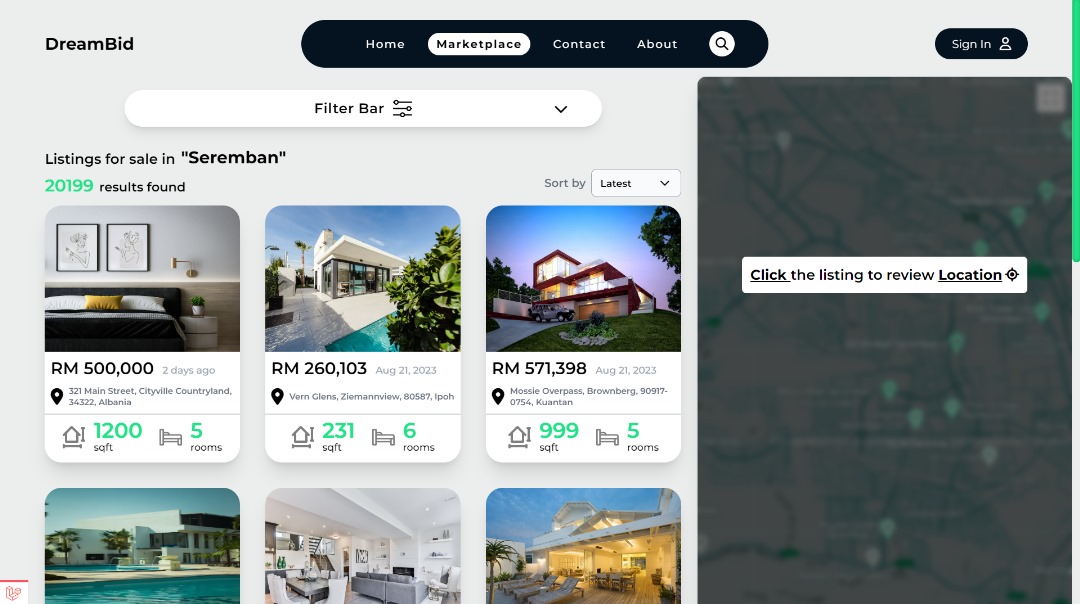 DreamBid
Home
Marketplace
Contact
About
Sign In
Filter Bar
Listings for sale in "Seremban"
20199 results found
Sort by
Latest
RM 500,000 2 days ago
321 Main Street, Cityville Countryland,
34322, Albania
1200
sqft
5
rooms
RM 260,103 Aug 21, 2023
Vern Glens, Ziemannview, 80587, Ipoh
231
sqft
6
rooms
RM 571,398 Aug 21, 2023
Mossie Overpass, Brownberg, 90917-
0754, Kuantan
999
sqft
5
rooms
Click the listing to review Location